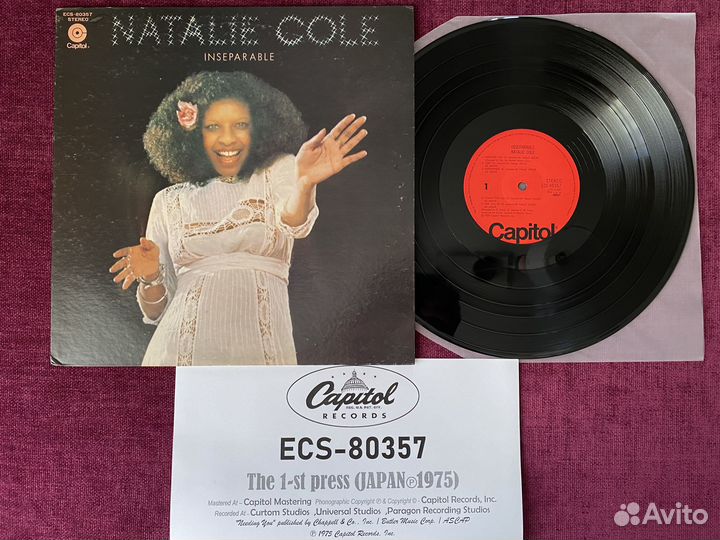 ECS-80357
STEREO
Capitol
NATALIE COLE
INSEPARABLE
INSEPARABLE
NATALIE COLE
STEREO
1
Capitol
Capitol
REG. U.S. PAT. OFF.
RECORDS
ECS-80357
The 1-st press (JAPAN℗1975)
Mastered At – Capitol Mastering Phonographic Copyright ℗ & Copyright © - Capitol Records, Inc.
Recorded At – Curtom Studios ,Universal Studios ,Paragon Recording Studios
"Needing You" published by Chappell & Co., Inc. / Butler Music Corp. / ASCAP
℗ 1975 Capitol Records, Inc.
Avito